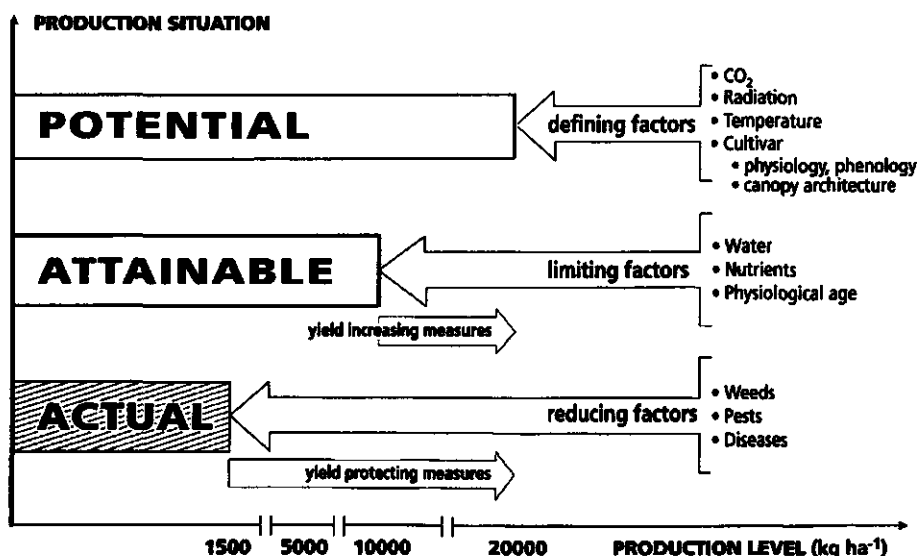 PRODUCTION SITUATION
POTENTIAL
defining factors
• CO₂
• Radiation
• Temperature
• Cultivar
• physiology, phenology
• canopy architecture
ATTAINABLE
limiting factors
• Water
• Nutrients
• Physiological age
yield increasing measures
ACTUAL
reducing factors
• Weeds
• Pests
• Diseases
yield protecting measures
1500 5000 10000 20000 PRODUCTION LEVEL (kg ha⁻¹)